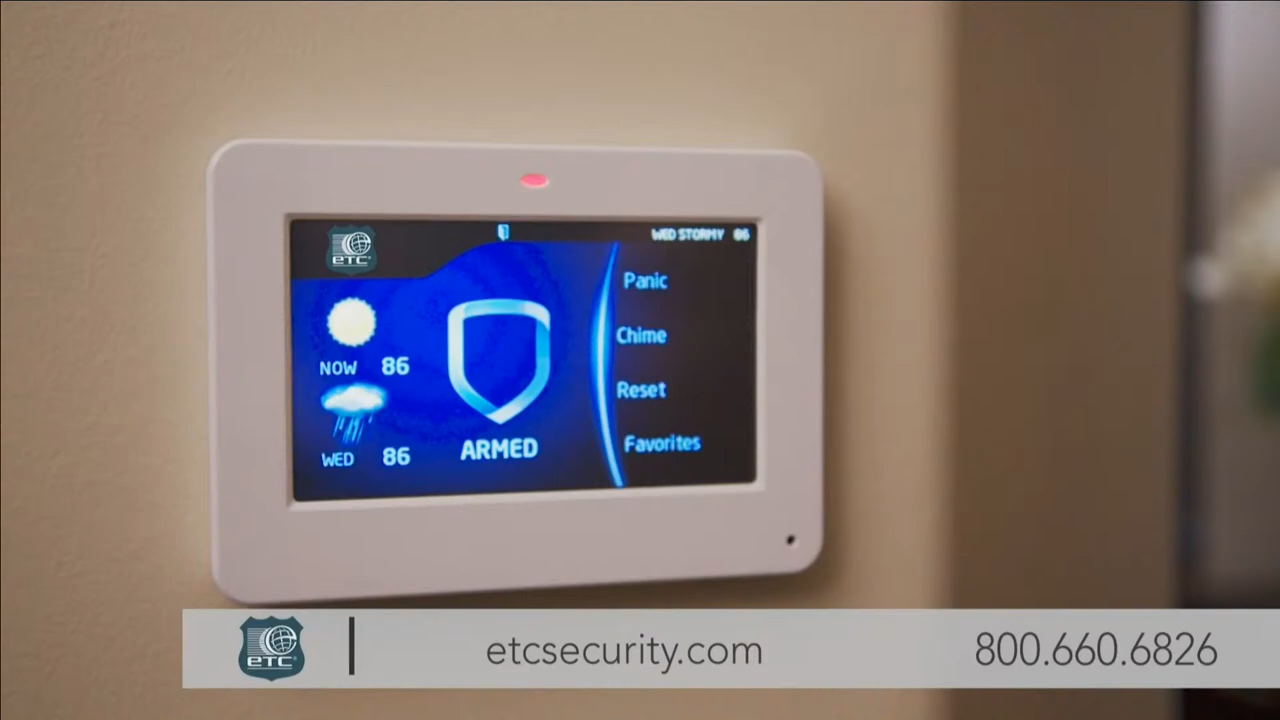 eTC
WED STORMY 86
Panic
NOW 86
Chime
Reset
WED 86
ARMED
Favorites
eTC
etcsecurity.com
800.660.6826